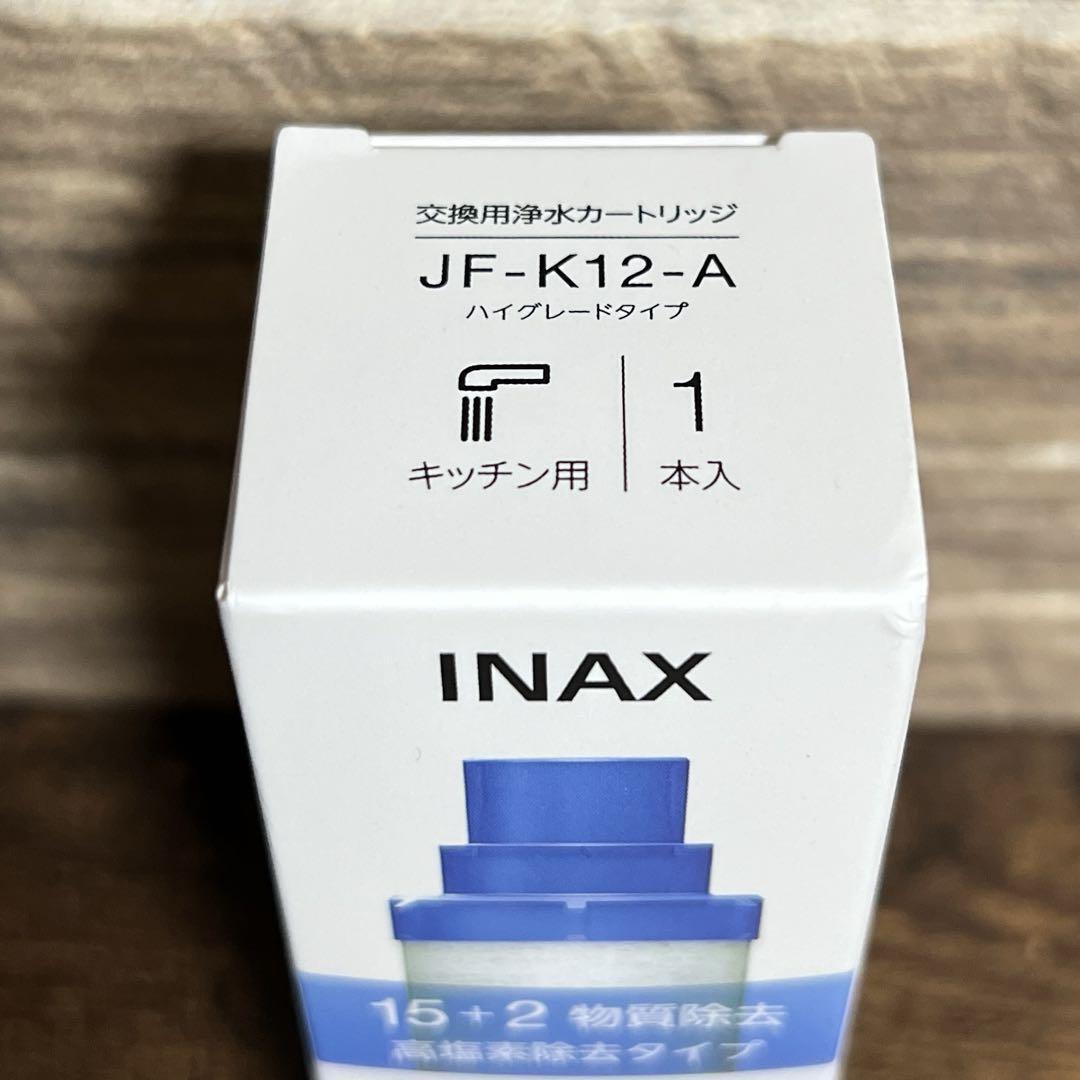 交換用浄水カートリッジ
JF-K12-A
ハイグレードタイプ
キッチン用
1
本入
INAX
15+2 物質除去
高塩素除去タイプ